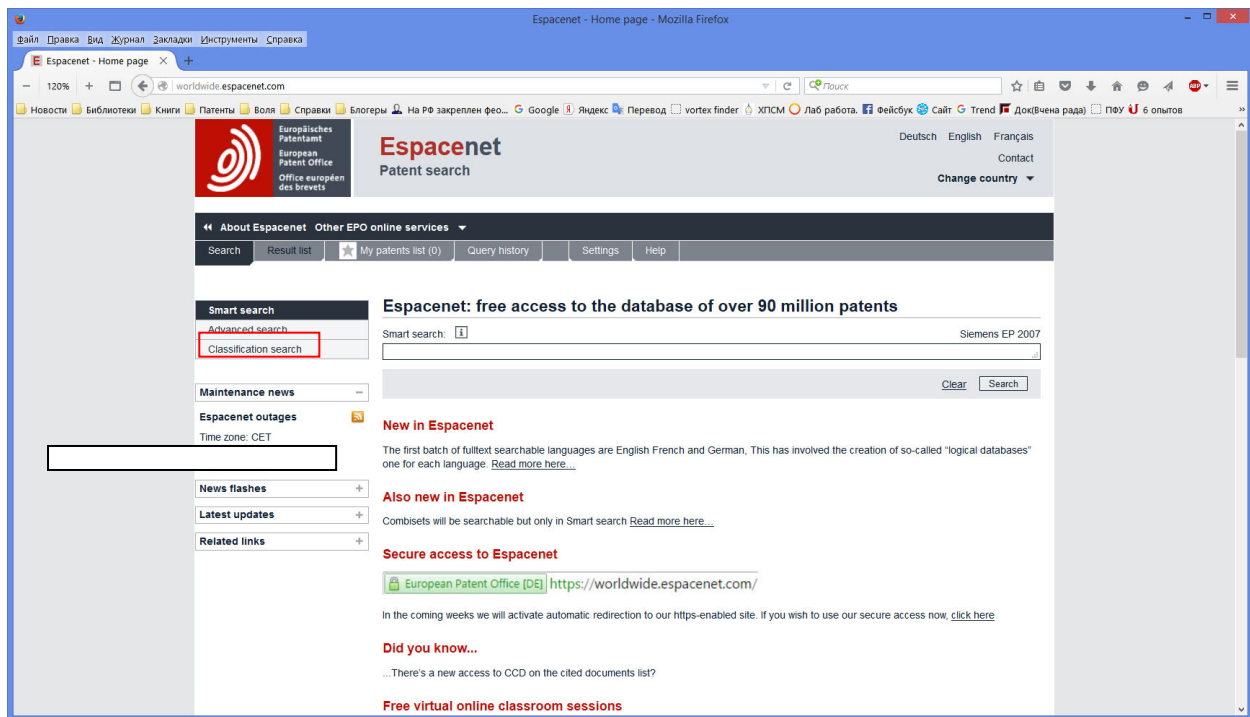 Espacenet - Home page - Mozilla Firefox
Файл Правка Вид Журнал Закладки Инструменты Справка
E Espacenet - Home page
120%
worldwide.espacenet.com
Поиск
Новости Библиотеки Книги Патенты Воля Справки Блогеры На РФ закреплен фео... Google Яндекс Перевод vortex finder ХПСМ Лаб работа. Фейсбук Сайт Trend Док(Вчена рада) ПФУ 6 опытов
Europäisches
Patentamt
European
Patent Office
Office européen
des brevets
Espacenet
Patent search
Deutsch English Français
Contact
Change country
About Espacenet Other EPO online services
Search Result list My patents list (0) Query history Settings Help
Smart search
Advanced search
Classification search
Maintenance news
Espacenet outages
Time zone: CET
News flashes
Latest updates
Related links
Espacenet: free access to the database of over 90 million patents
Smart search: i Siemens EP 2007
Clear Search
New in Espacenet
The first batch of fulltext searchable languages are English French and German, This has involved the creation of so-called "logical databases"
one for each language. Read more here...
Also new in Espacenet
Combisets will be searchable but only in Smart search Read more here...
Secure access to Espacenet
European Patent Office [DE] https://worldwide.espacenet.com/
In the coming weeks we will activate automatic redirection to our https-enabled site. If you wish to use our secure access now, click here
Did you know...
...There's a new access to CCD on the cited documents list?
Free virtual online classroom sessions